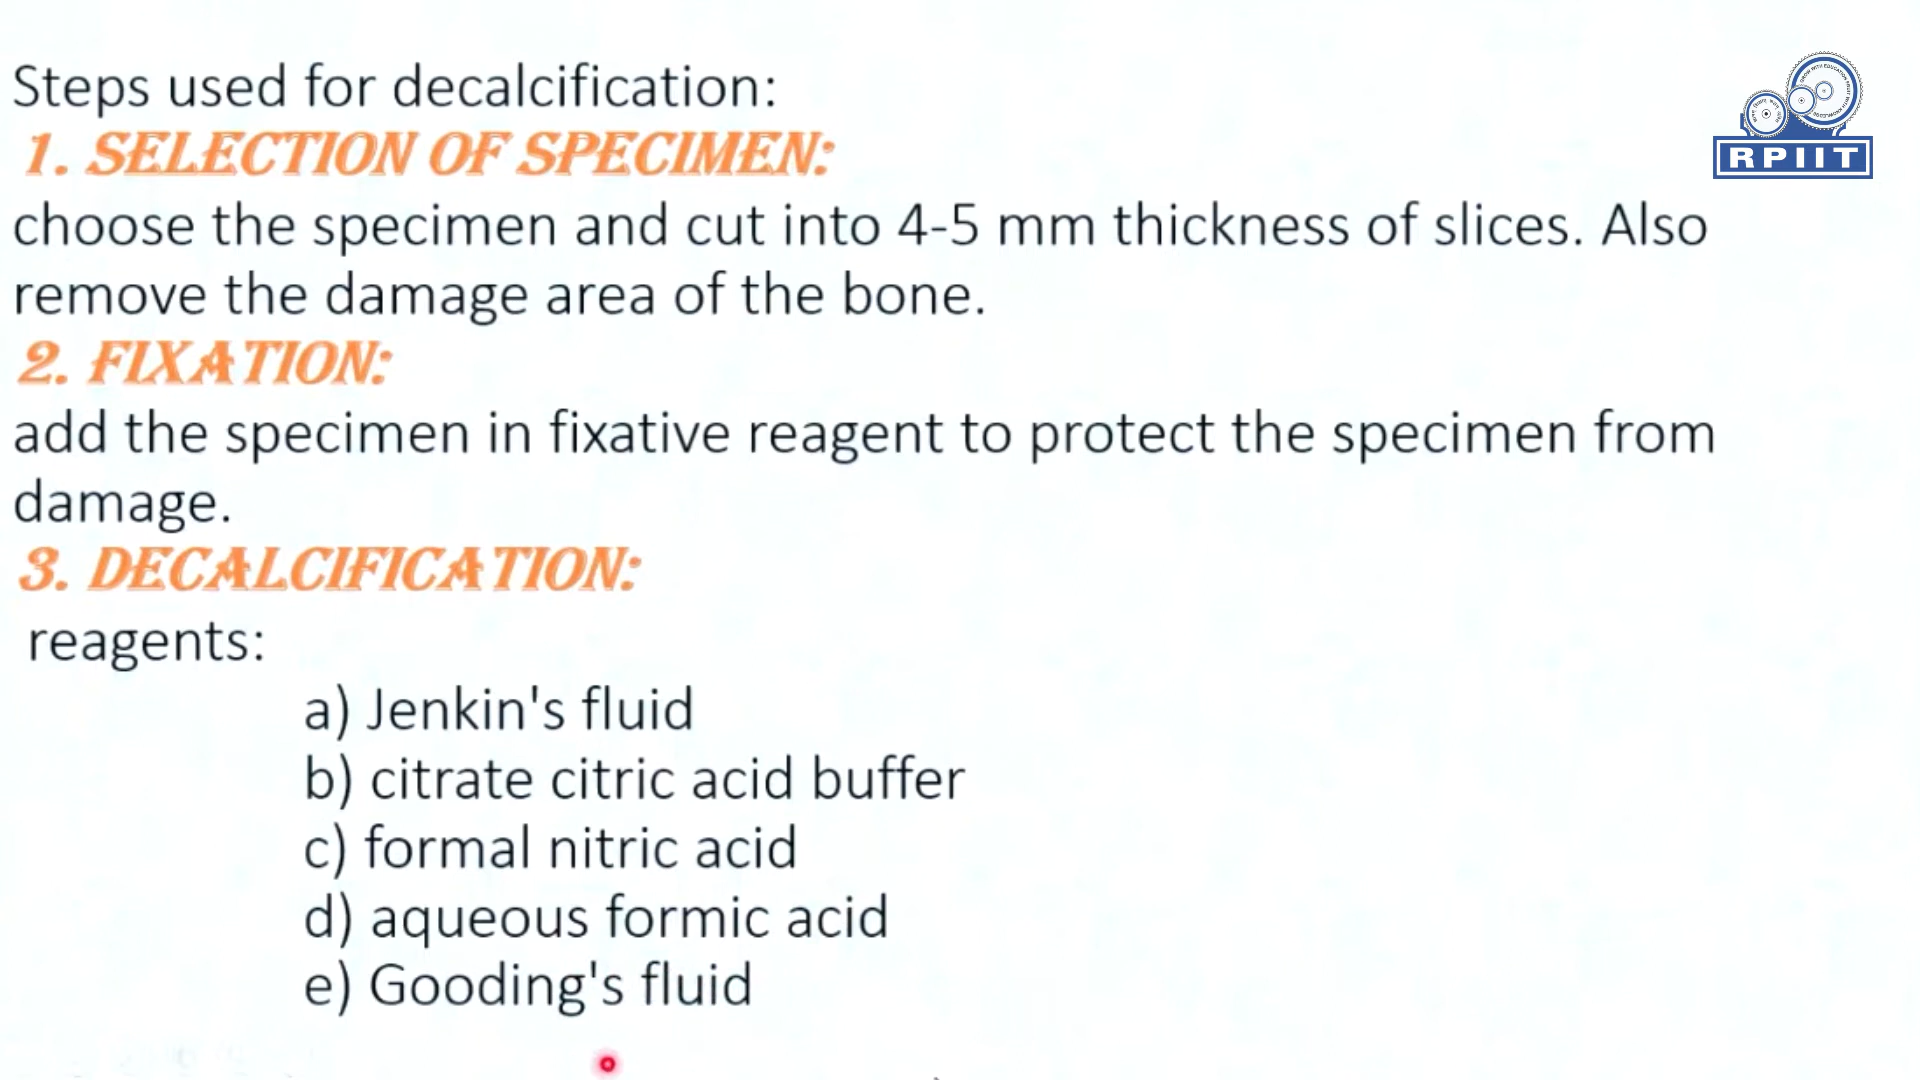 Steps used for decalcification:
1. SELECTION OF SPECIMEN:
choose the specimen and cut into 4-5 mm thickness of slices. Also
remove the damage area of the bone.
2. FIXATION:
add the specimen in fixative reagent to protect the specimen from
damage.
3. DECALCIFICATION:
reagents:
a) Jenkin's fluid
b) citrate citric acid buffer
c) formal nitric acid
d) aqueous formic acid
e) Gooding's fluid
RPIIT